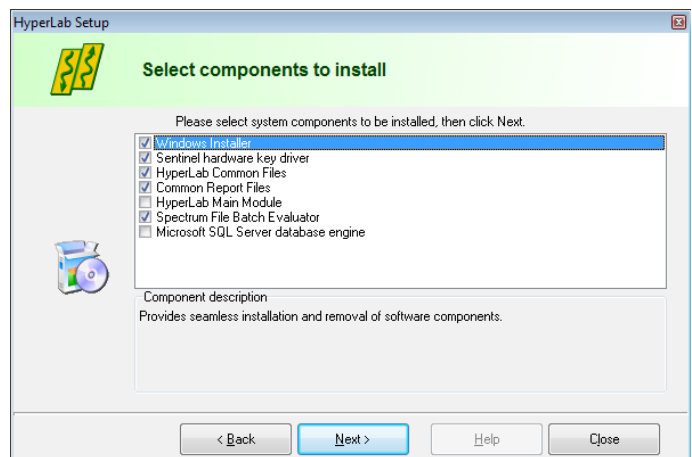 HyperLab Setup
Select components to install
Please select system components to be installed, then click Next.
Windows Installer
Sentinel hardware key driver
HyperLab Common Files
Common Report Files
HyperLab Main Module
Spectrum File Batch Evaluator
Microsoft SQL Server database engine
Component description
Provides seamless installation and removal of software components.
< Back Next > Help Close